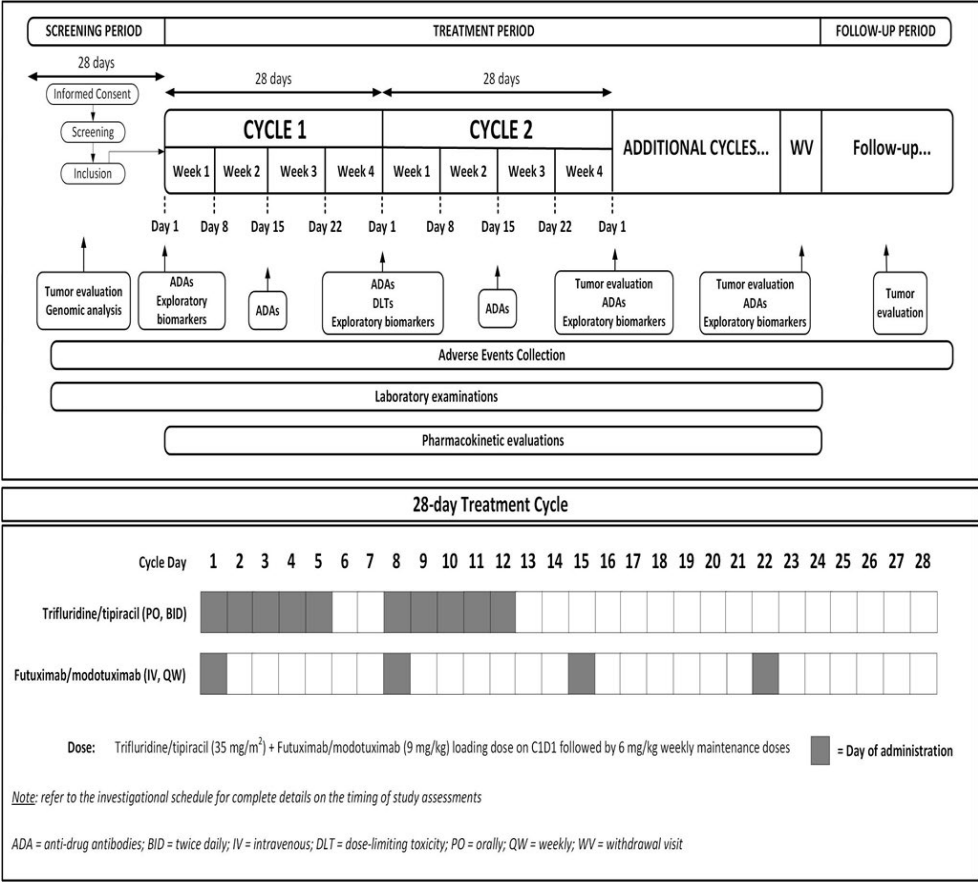 SCREENING PERIOD TREATMENT PERIOD FOLLOW-UP PERIOD
28 days
28 days 28 days
Informed Consent
Screening
Inclusion
CYCLE 1 CYCLE 2 ADDITIONAL CYCLES... WV Follow-up...
Week 1 Week 2 Week 3 Week 4 Week 1 Week 2 Week 3 Week 4
Day 1 Day 8 Day 15 Day 22 Day 1 Day 8 Day 15 Day 22 Day 1
Tumor evaluation
Genomic analysis
ADAs
Exploratory
biomarkers
ADAs
ADAs
DLTs
Exploratory biomarkers
ADAs
Tumor evaluation
ADAs
Exploratory biomarkers
Tumor evaluation
ADAs
Exploratory biomarkers
Tumor
evaluation
Adverse Events Collection
Laboratory examinations
Pharmacokinetic evaluations
28-day Treatment Cycle
Cycle Day 1 2 3 4 5 6 7 8 9 10 11 12 13 14 15 16 17 18 19 20 21 22 23 24 25 26 27 28
Trifluridine/tipiracil (PO, BID)
Futuximab/modotuximab (IV, QW)
Dose: Trifluridine/tipiracil (35 mg/m²) + Futuximab/modotuximab (9 mg/kg) loading dose on C1D1 followed by 6 mg/kg weekly maintenance doses = Day of administration
Note: refer to the investigational schedule for complete details on the timing of study assessments
ADA = anti-drug antibodies; BID = twice daily; IV = intravenous; DLT = dose-limiting toxicity; PO = orally; QW = weekly; WV = withdrawal visit